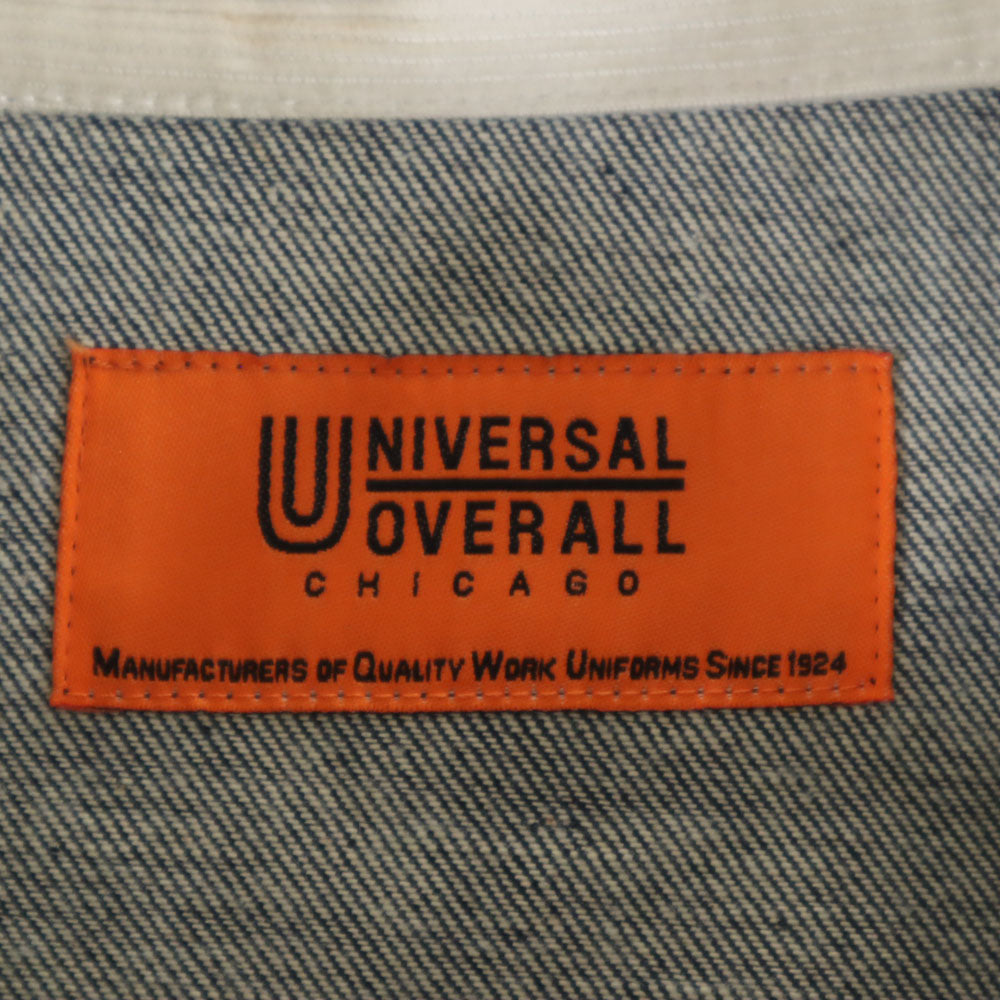 UNIVERSAL
OVERALL
CHICAGO
MANUFACTURERS OF QUALITY WORK UNIFORMS SINCE 1924